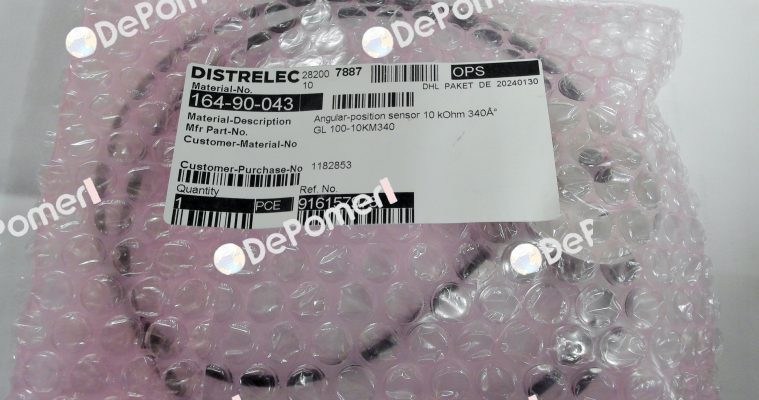 DePomerl
DePomerl
DISTRELEC 28200 7887 OPS
Material-No. 10 DHL PAKET DE 20240130
164-90-043
Material-Description Angular-position sensor 10 kOhm 340Â°
Mfr Part-No. GL 100-10KM340
Customer-Material-No
Customer-Purchase-No 1182853
Quantity Ref. No.
1 PCE
DePomerl
DePomerl
DePom